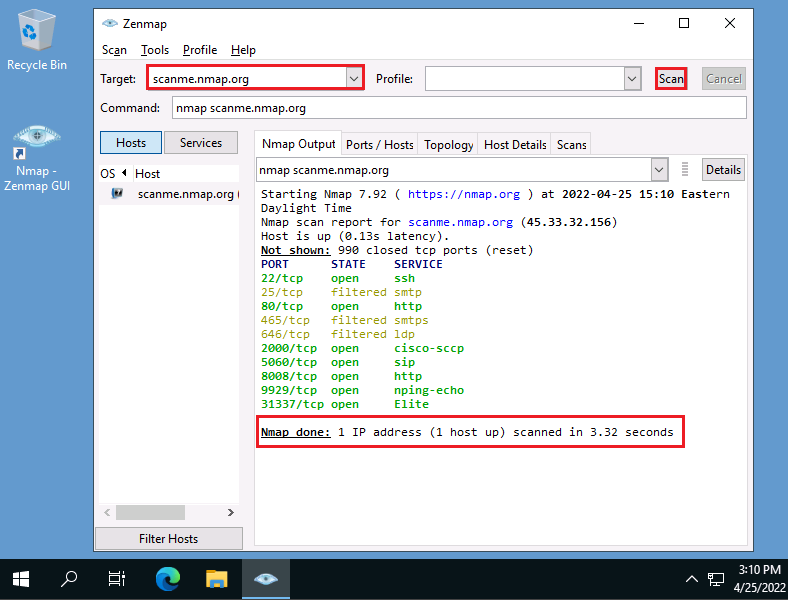 Recycle Bin
Nmap -
Zenmap GUI
Zenmap
Scan Tools Profile Help
Target: scanme.nmap.org Profile: Scan Cancel
Command: nmap scanme.nmap.org
Hosts Services
Nmap Output Ports / Hosts Topology Host Details Scans
OS Host
scanme.nmap.org (
nmap scanme.nmap.org Details
Starting Nmap 7.92 ( https://nmap.org ) at 2022-04-25 15:10 Eastern
Daylight Time
Nmap scan report for scanme.nmap.org (45.33.32.156)
Host is up (0.13s latency).
Not shown: 990 closed tcp ports (reset)
PORT STATE SERVICE
22/tcp open ssh
25/tcp filtered smtp
80/tcp open http
465/tcp filtered smtps
646/tcp filtered ldp
2000/tcp open cisco-sccp
5060/tcp open sip
8008/tcp open http
9929/tcp open nping-echo
31337/tcp open Elite
Nmap done: 1 IP address (1 host up) scanned in 3.32 seconds
Filter Hosts
3:10 PM
4/25/2022